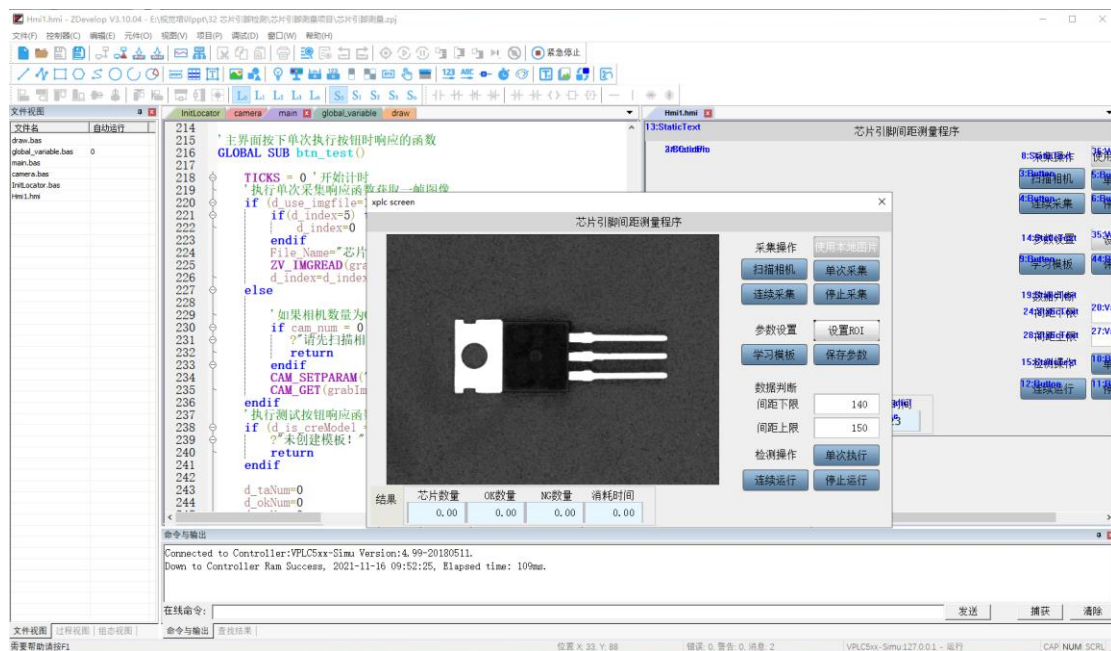 Hmi1.hmi - ZDevelop V3.10.04 - E:\视觉培训ppt\32 芯片引脚检测\芯片引脚测量项目\芯片引脚测量.zpj
文件(F) 控制器(C) 编辑(E) 元件(O) 视图(V) 项目(P) 调试(D) 窗口(W) 帮助(H)
紧急停止
文件视图
文件名 自动运行
draw.bas
global_variable.bas 0
main.bas
camera.bas
InitLocator.bas
Hmi1.hmi
InitLocator camera main global_variable draw
214
215 '主界面按下单次执行按钮时响应的函数
216 GLOBAL SUB btn_test()
217
218 TICKS = 0 '开始计时
219 '执行单次采集响应函数获取一帧图像
220 if (d_use_imgfile=
221 if(d_index=5)
222 d_index=0
223 endif
224 File_Name="芯片
225 ZV_IMGREAD(gra
226 d_index=d_index
227 else
228
229 '如果相机数量为
230 if cam_num = 0
231 ?"请先扫描相
232 return
233 endif
234 CAM_SETPARAM(
235 CAM_GET(grabIm
236 endif
237 '执行测试按钮响应函
238 if (d_is_creModel =
239 ?"未创建模板！"
240 return
241 endif
242
243 d_taNum=0
244 d_okNum=0
Hmi1.hmi
13:StaticText
芯片引脚间距测量程序
扫描相机
连续采集
学习模板
连续运行
xplc screen
芯片引脚间距测量程序
采集操作 使用本地图片
扫描相机 单次采集
连续采集 停止采集
参数设置 设置ROI
学习模板 保存参数
数据判断
间距下限 140
间距上限 150
检测操作 单次执行
连续运行 停止运行
结果 芯片数量 OK数量 NG数量 消耗时间
0.00 0.00 0.00 0.00
命令与输出
Connected to Controller:VPLC5xx-Simu Version:4.99-20180511.
Down to Controller Ram Success, 2021-11-16 09:52:25, Elapsed time: 109ms.
在线命令: 发送 捕获 清除
文件视图 过程视图 组态视图 命令与输出 查找结果
需要帮助请按F1 位置 X: 33, Y: 88 错误: 0, 警告: 0, 消息: 2 VPLC5xx-Simu:127.0.0.1 - 运行 CAP NUM SCRL